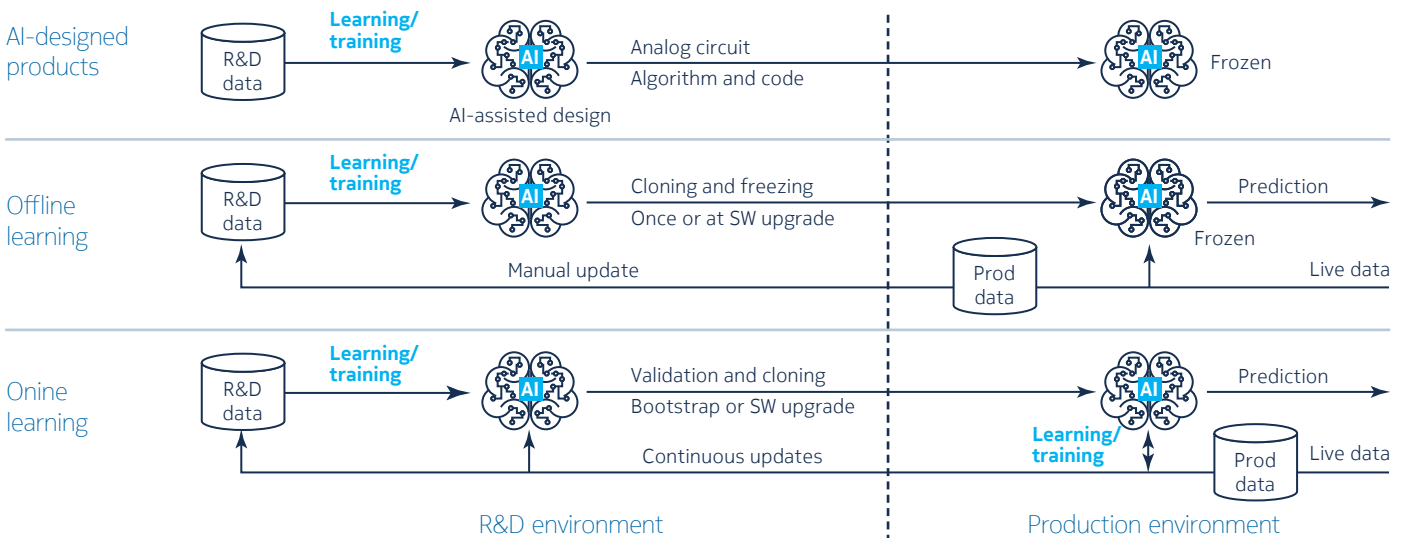 AI-designed
products
R&D
data
Learning/
training
AI
AI-assisted design
Analog circuit
Algorithm and code
AI
Frozen
Offline
learning
R&D
data
Learning/
training
AI
Cloning and freezing
Once or at SW upgrade
AI
Frozen
Prediction
Manual update
Prod
data
Live data
Onine
learning
R&D
data
Learning/
training
AI
Validation and cloning
Bootstrap or SW upgrade
AI
Prediction
Learning/
training
Continuous updates
Prod
data
Live data
R&D environment
Production environment